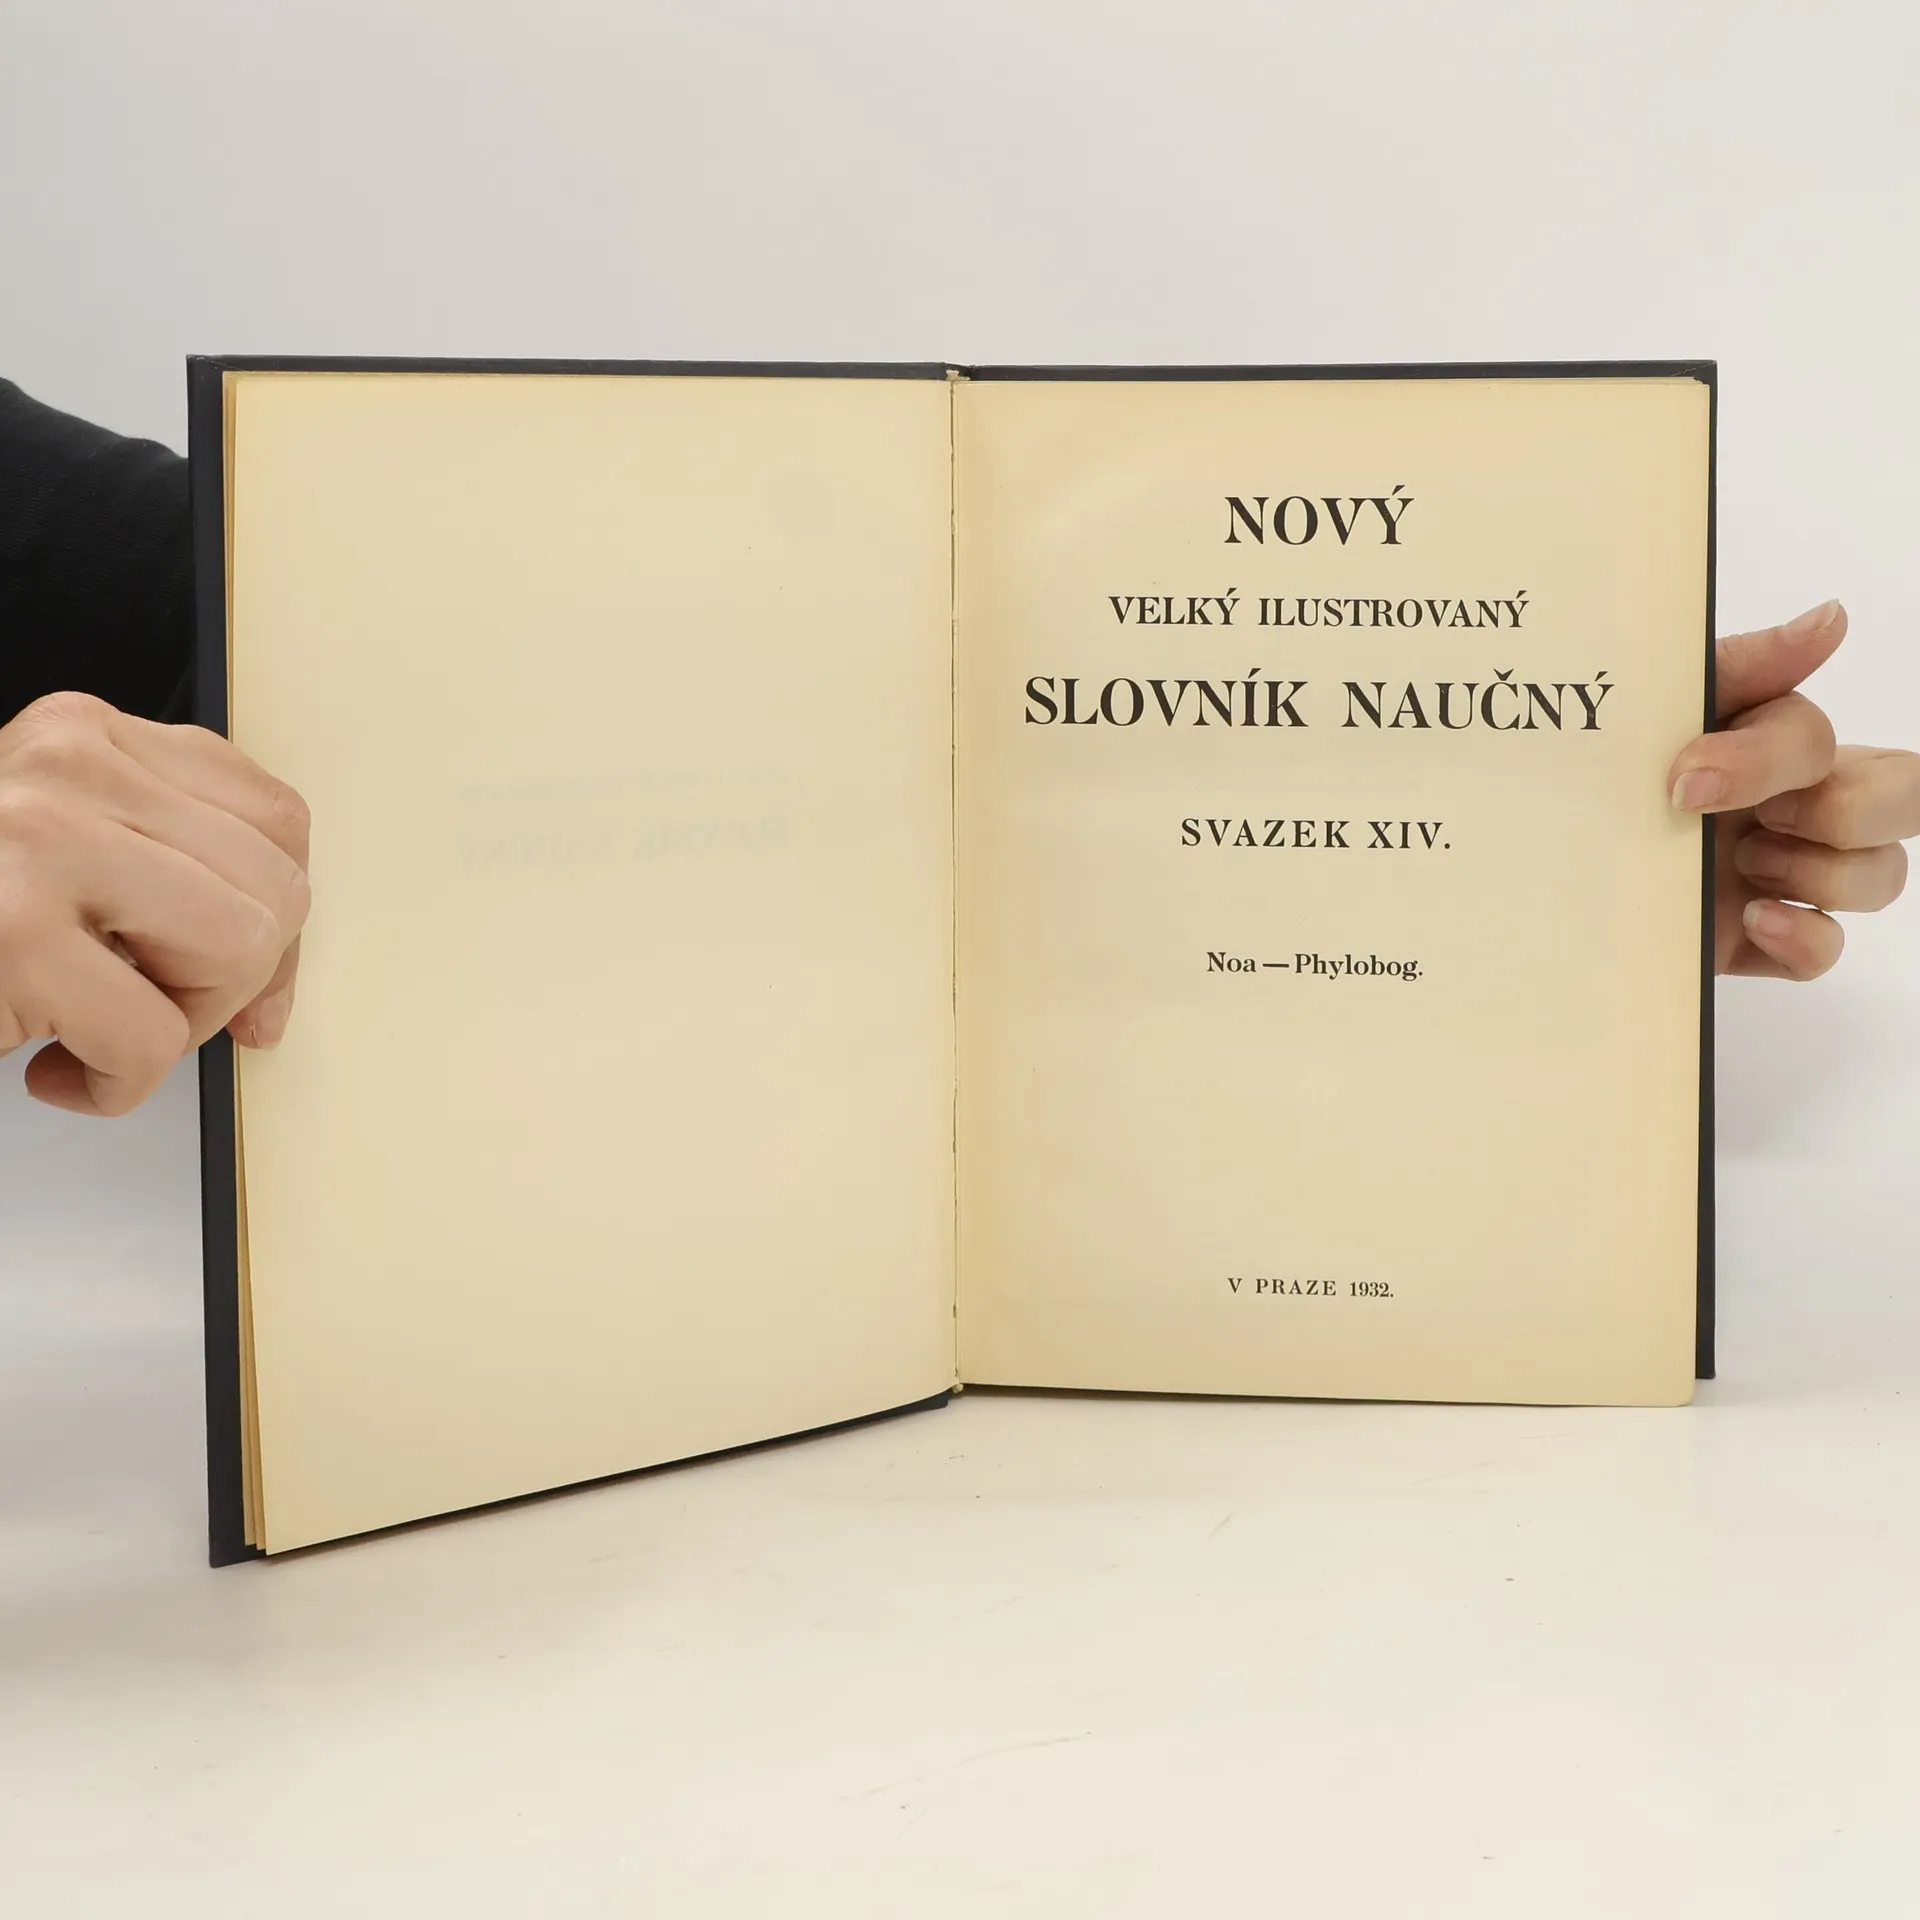 NOVÝ
VELKÝ ILUSTROVANÝ
SLOVNÍK NAUČNÝ
SVAZEK XIV.
Noa — Phylobog.
V PRAZE 1932.